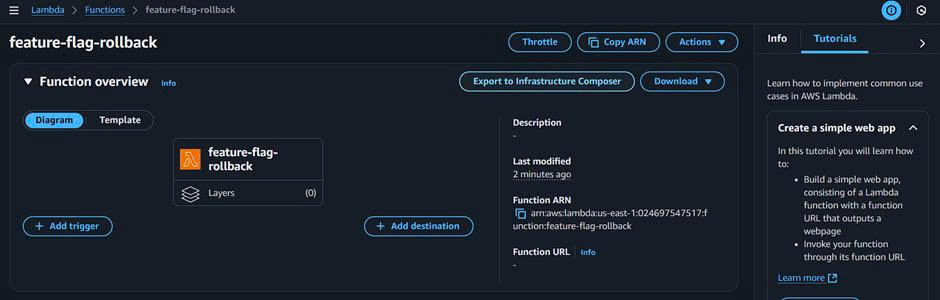 Lambda > Functions > feature-flag-rollback
feature-flag-rollback
Throttle
Copy ARN
Actions
Function overview
Info
Export to Infrastructure Composer
Download
Diagram
Template
feature-flag-
rollback
Layers
(0)
+ Add trigger
+ Add destination
Description
-
Last modified
2 minutes ago
Function ARN
arn:aws:lambda:us-east-1:024697547517:f
unction:feature-flag-rollback
Function URL
Info
-
Info
Tutorials
Learn how to implement common use
cases in AWS Lambda.
Create a simple web app
In this tutorial you will learn how
to:
• Build a simple web app,
consisting of a Lambda
function with a function
URL that outputs a
webpage
• Invoke your function
through its function URL
Learn more